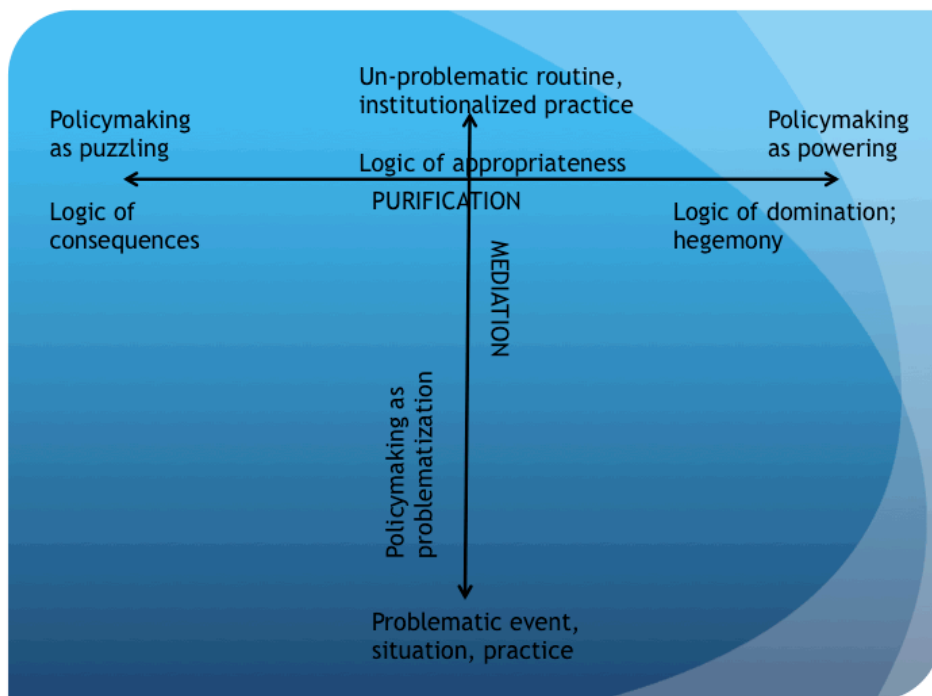 Un-problematic routine,
institutionalized practice
Policymaking
as puzzling
Policymaking
as powering
Logic of appropriateness
PURIFICATION
Logic of
consequences
Logic of domination;
hegemony
MEDIATION
Policymaking as
problematization
Problematic event,
situation, practice